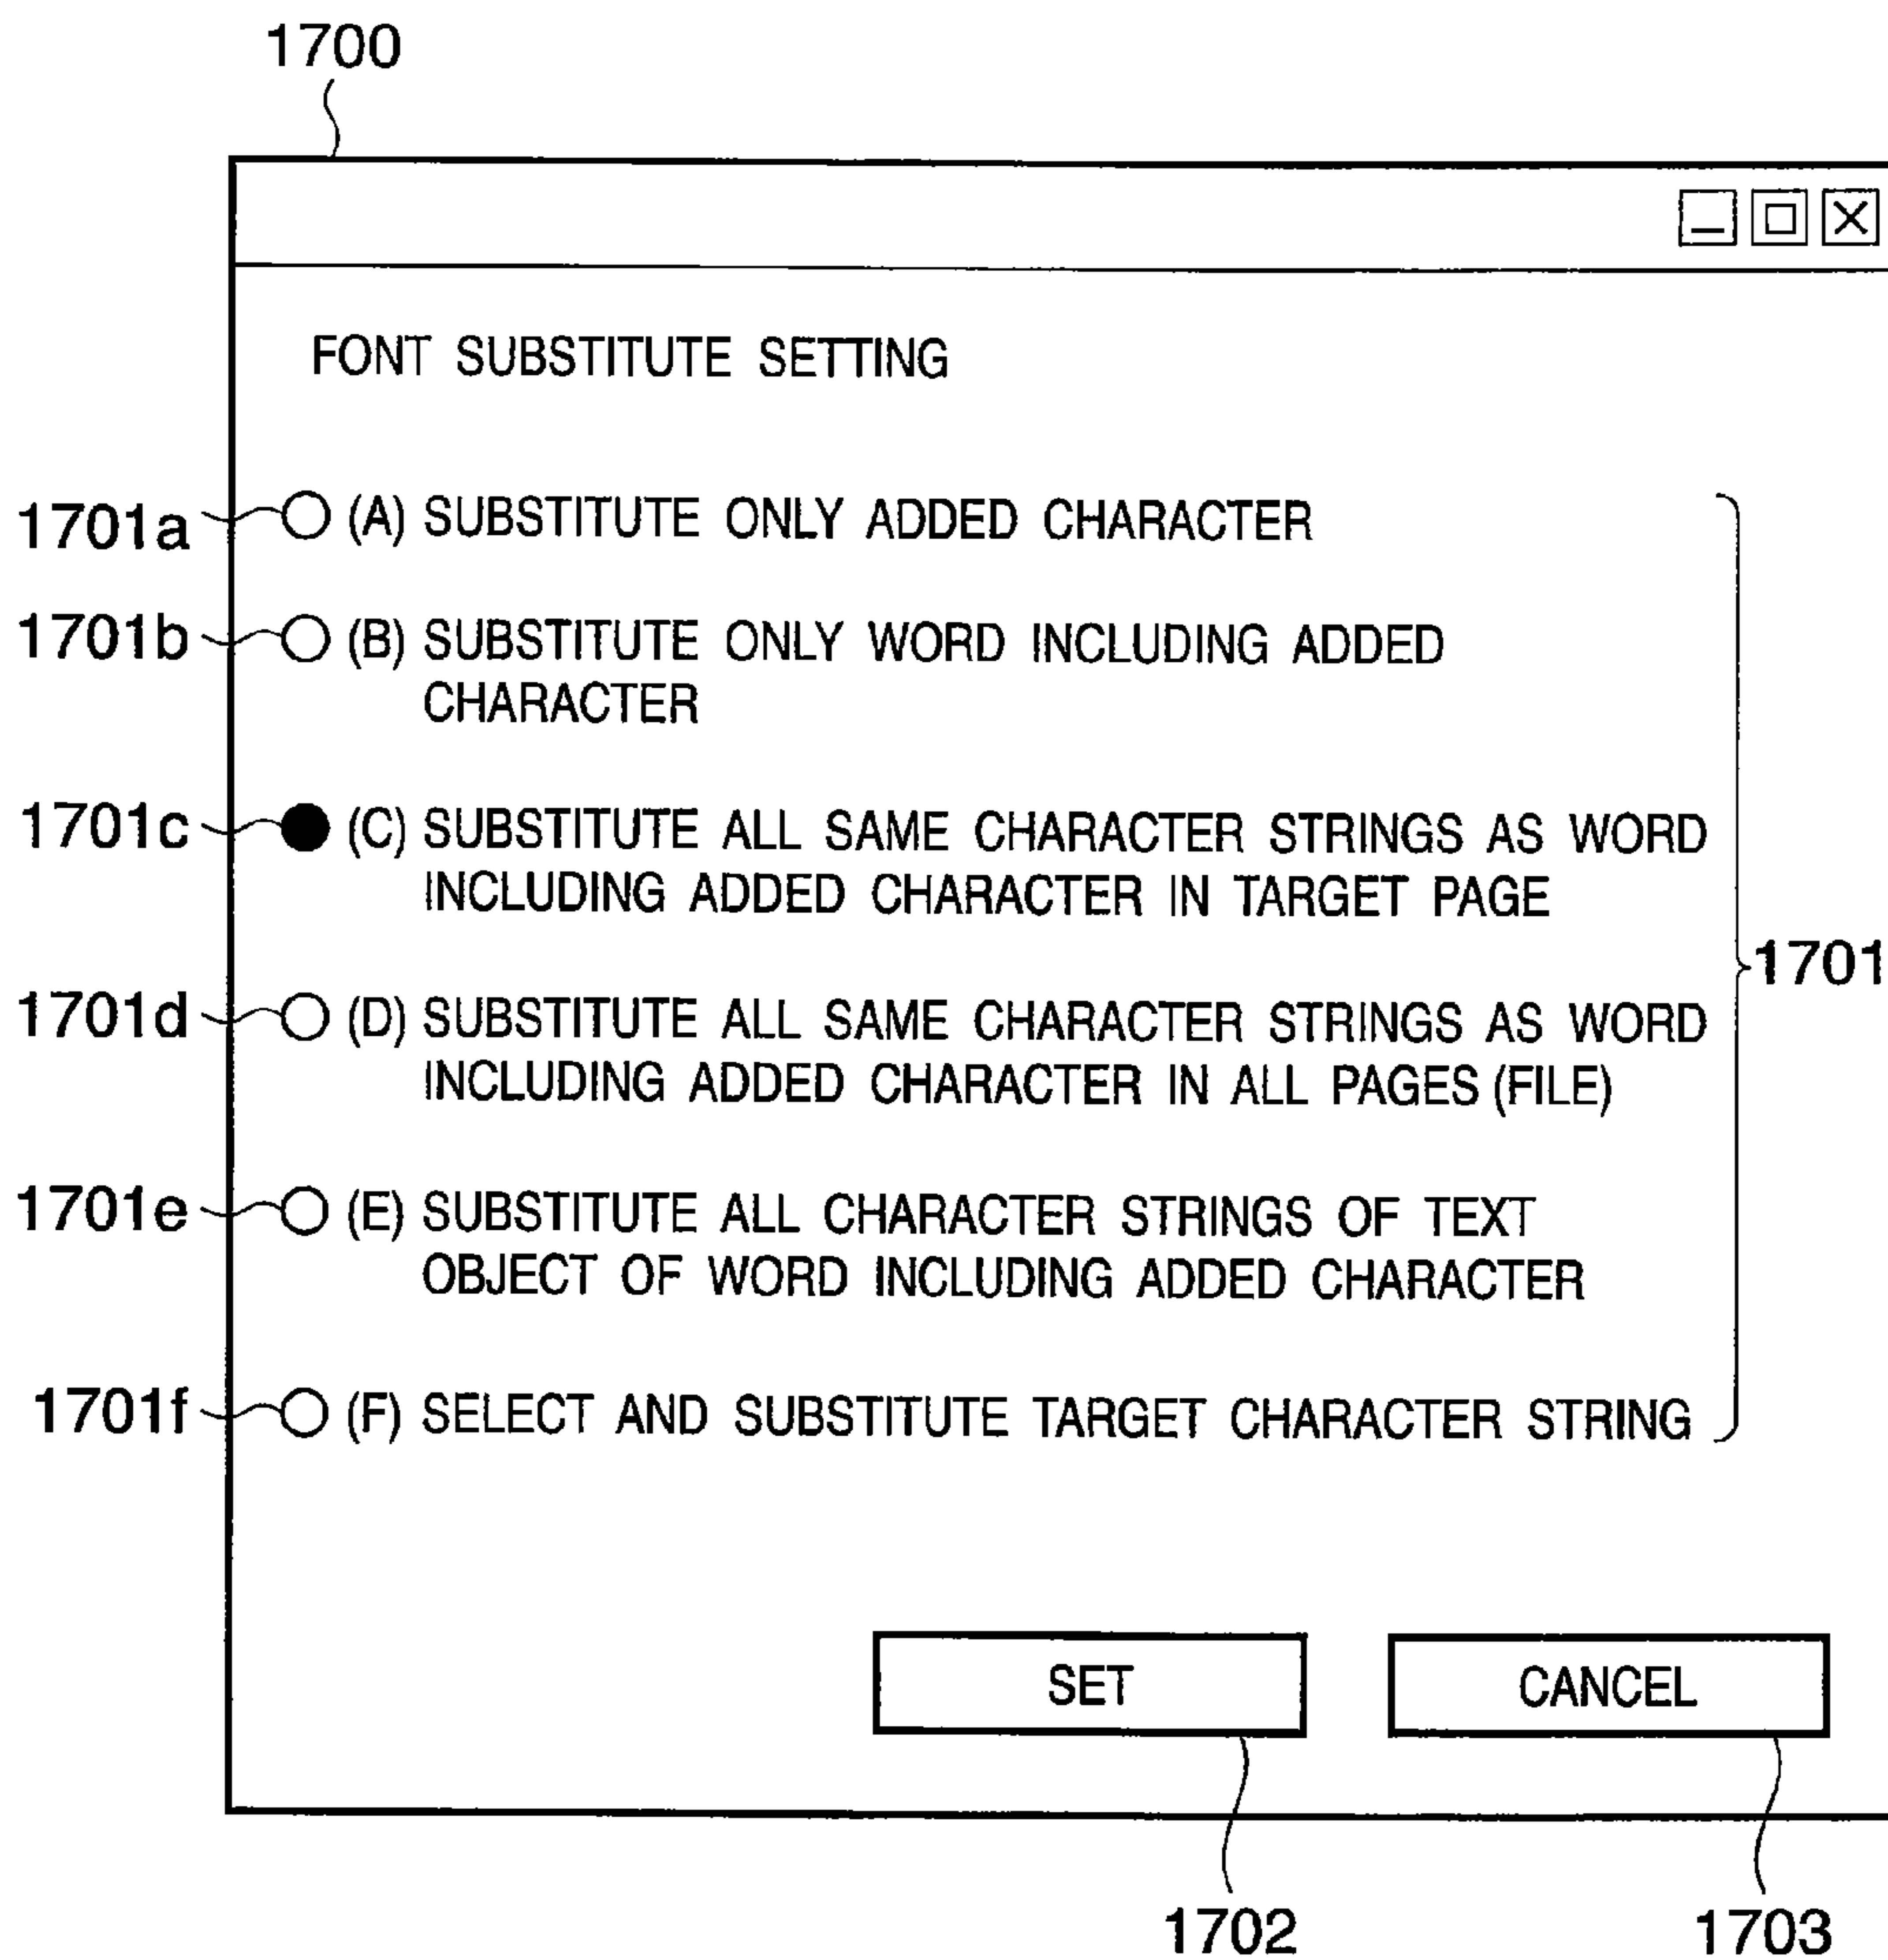 1700
FONT SUBSTITUTE SETTING
1701a (A) SUBSTITUTE ONLY ADDED CHARACTER
1701b (B) SUBSTITUTE ONLY WORD INCLUDING ADDED
CHARACTER
1701c (C) SUBSTITUTE ALL SAME CHARACTER STRINGS AS WORD
INCLUDING ADDED CHARACTER IN TARGET PAGE
1701
1701d (D) SUBSTITUTE ALL SAME CHARACTER STRINGS AS WORD
INCLUDING ADDED CHARACTER IN ALL PAGES (FILE)
1701e (E) SUBSTITUTE ALL CHARACTER STRINGS OF TEXT
OBJECT OF WORD INCLUDING ADDED CHARACTER
1701f (F) SELECT AND SUBSTITUTE TARGET CHARACTER STRING
SET CANCEL
1702 1703